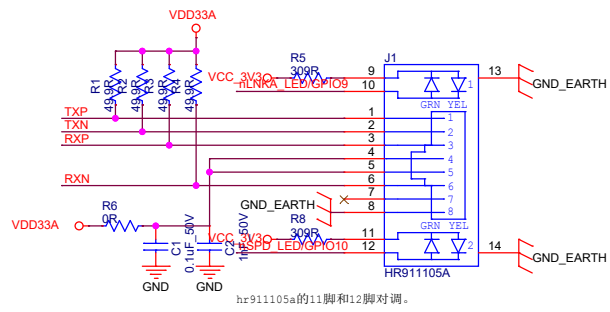 VDD33A
R1
49.9R
R2
49.9R
R3
49.9R
R4
49.9R
R5
309R
VCC_3V3
nLNKA_LED/GPIO9
J1
9
10
13
GND_EARTH
GRN YEL
1
TXP
TXN
RXP
RXN
1
2
3
4
5
6
7
8
1
2
3
4
5
6
7
8
GND_EARTH
R6
0R
VDD33A
C1
0.1uF_50V
GND
C2
1nF_50V
GND
R8
309R
VCC_3V3
nSPD_LED/GPIO10
11
12
GRN YEL
2
14
GND_EARTH
HR911105A
hr911105a的11脚和12脚对调。